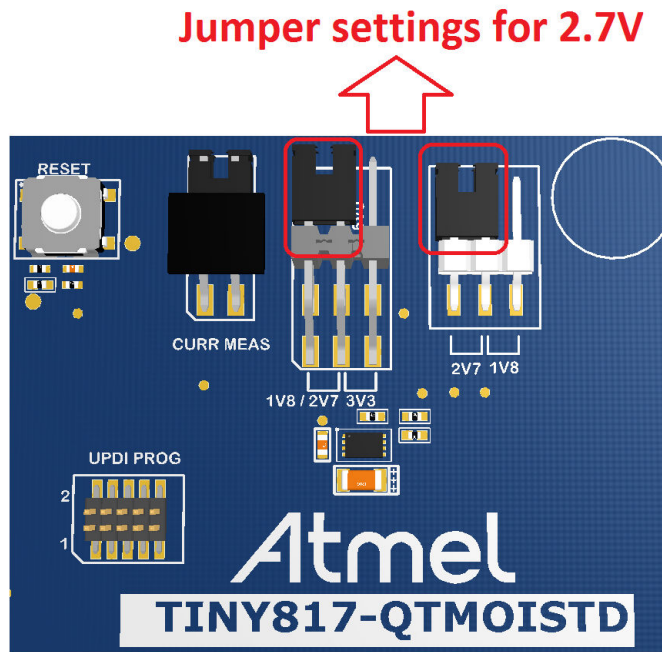 Jumper settings for 2.7V
RESET
CURR MEAS
2V7 1V8
1V8 / 2V7 3V3
UPDI PROG
2
1
Atmel
TINY817-QTMOISTD